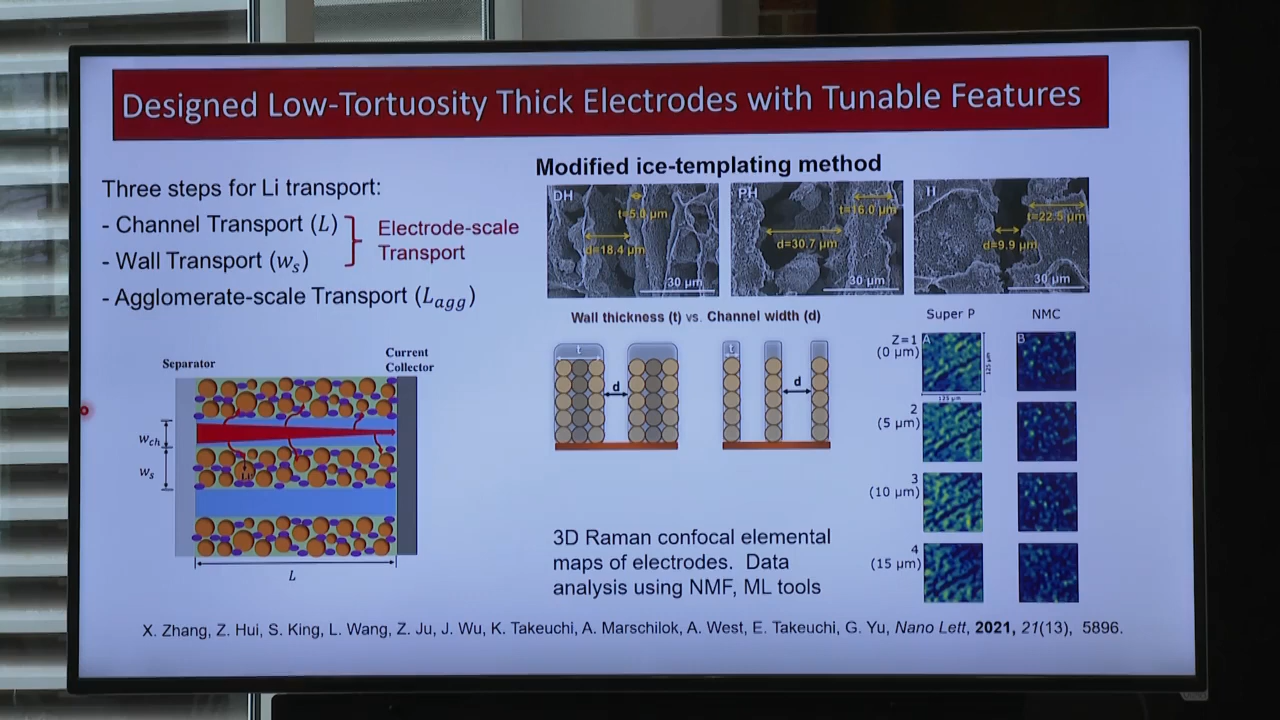 Designed Low-Tortuosity Thick Electrodes with Tunable Features
Three steps for Li transport:
- Channel Transport (L)
- Wall Transport (wₛ)
- Agglomerate-scale Transport (L_agg)
Electrode-scale
Transport
Modified ice-templating method
DH
t=5.0 μm
d=18.4 μm
30 μm
PH
t=16.0 μm
d=30.7 μm
30 μm
H
t=22.5 μm
d=9.9 μm
30 μm
Wall thickness (t) vs. Channel width (d)
t
d
t
d
Separator
Current
Collector
W_ch
W_s
L
Super P
NMC
Z=1
(0 μm)
A
B
125 μm
125 μm
2
(5 μm)
3
(10 μm)
4
(15 μm)
3D Raman confocal elemental
maps of electrodes. Data
analysis using NMF, ML tools
X. Zhang, Z. Hui, S. King, L. Wang, Z. Ju, J. Wu, K. Takeuchi, A. Marschilok, A. West, E. Takeuchi, G. Yu, Nano Lett, 2021, 21(13), 5896.